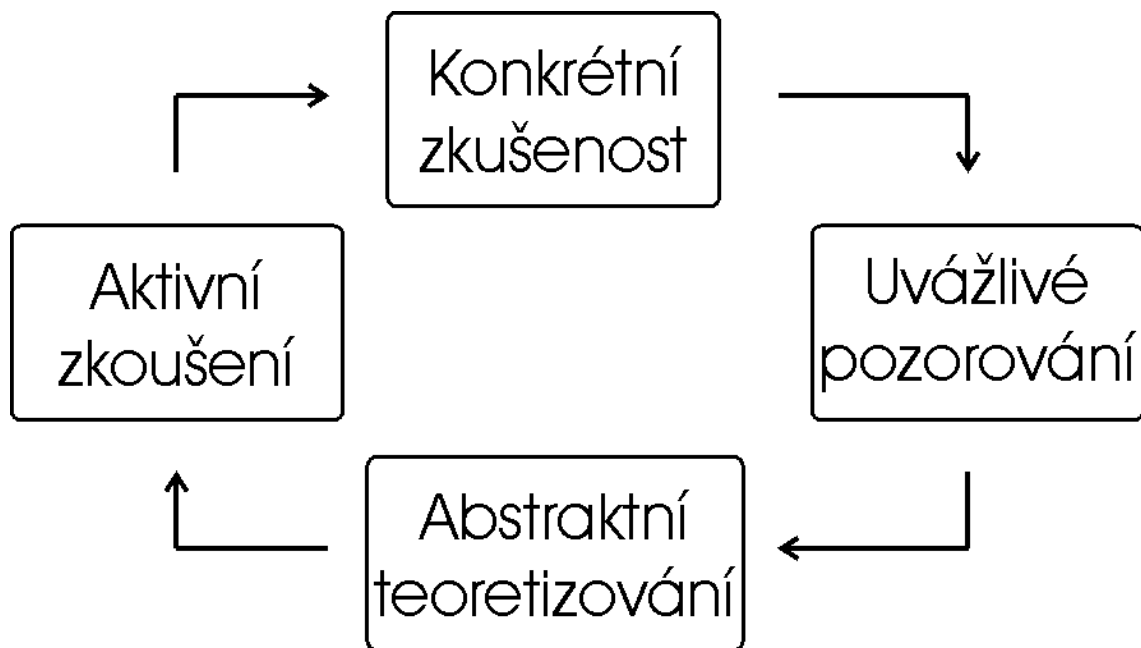 Konkrétní
zkušenost
Uvážlivé
pozorování
Abstraktní
teoretizování
Aktivní
zkoušení